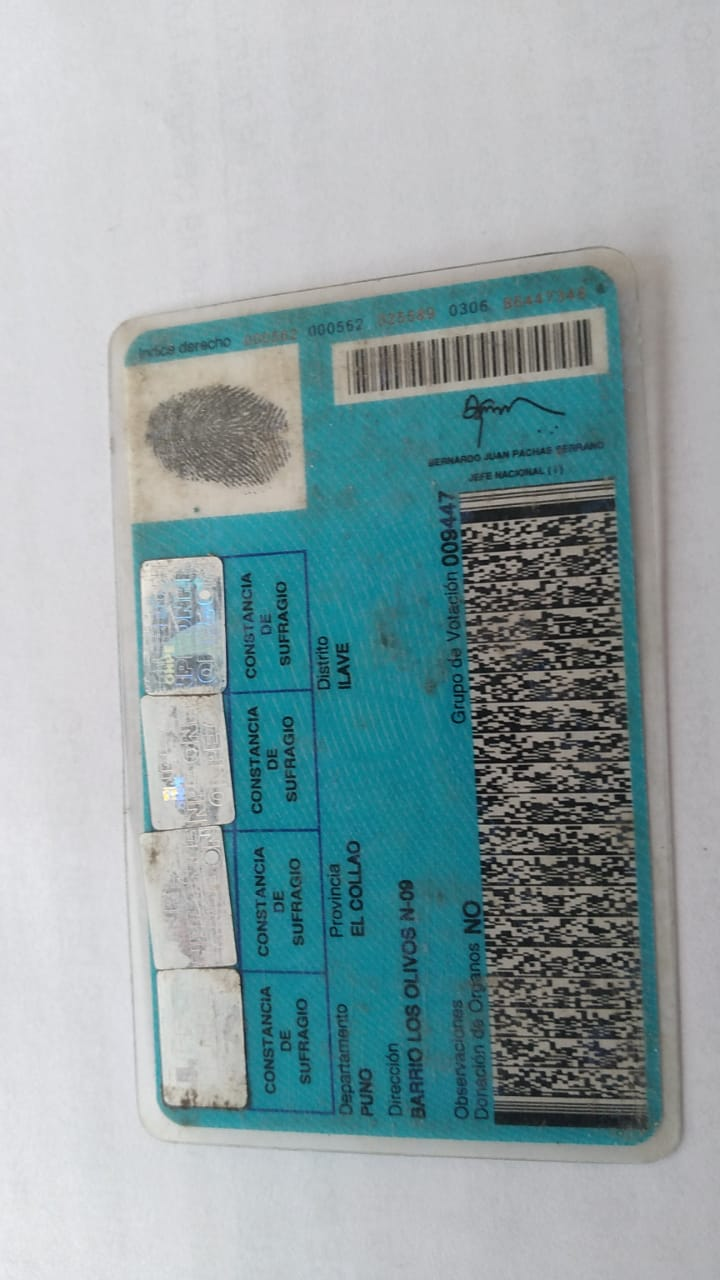 CONSTANCIA
DE
SUFRAGIO
CONSTANCIA
DE
SUFRAGIO
CONSTANCIA
DE
SUFRAGIO
CONSTANCIA
DE
SUFRAGIO
Indice derecho
000562 000562 0306
Departamento Provincia Distrito
PUNO EL COLLAO ILAVE
Dirección
BARRIO LOS OLIVOS N-09
BERNARDO JUAN PACHAS SERRANO
JEFE NACIONAL (i)
Observaciones
Donación de Organos NO Grupo de Votación 009447